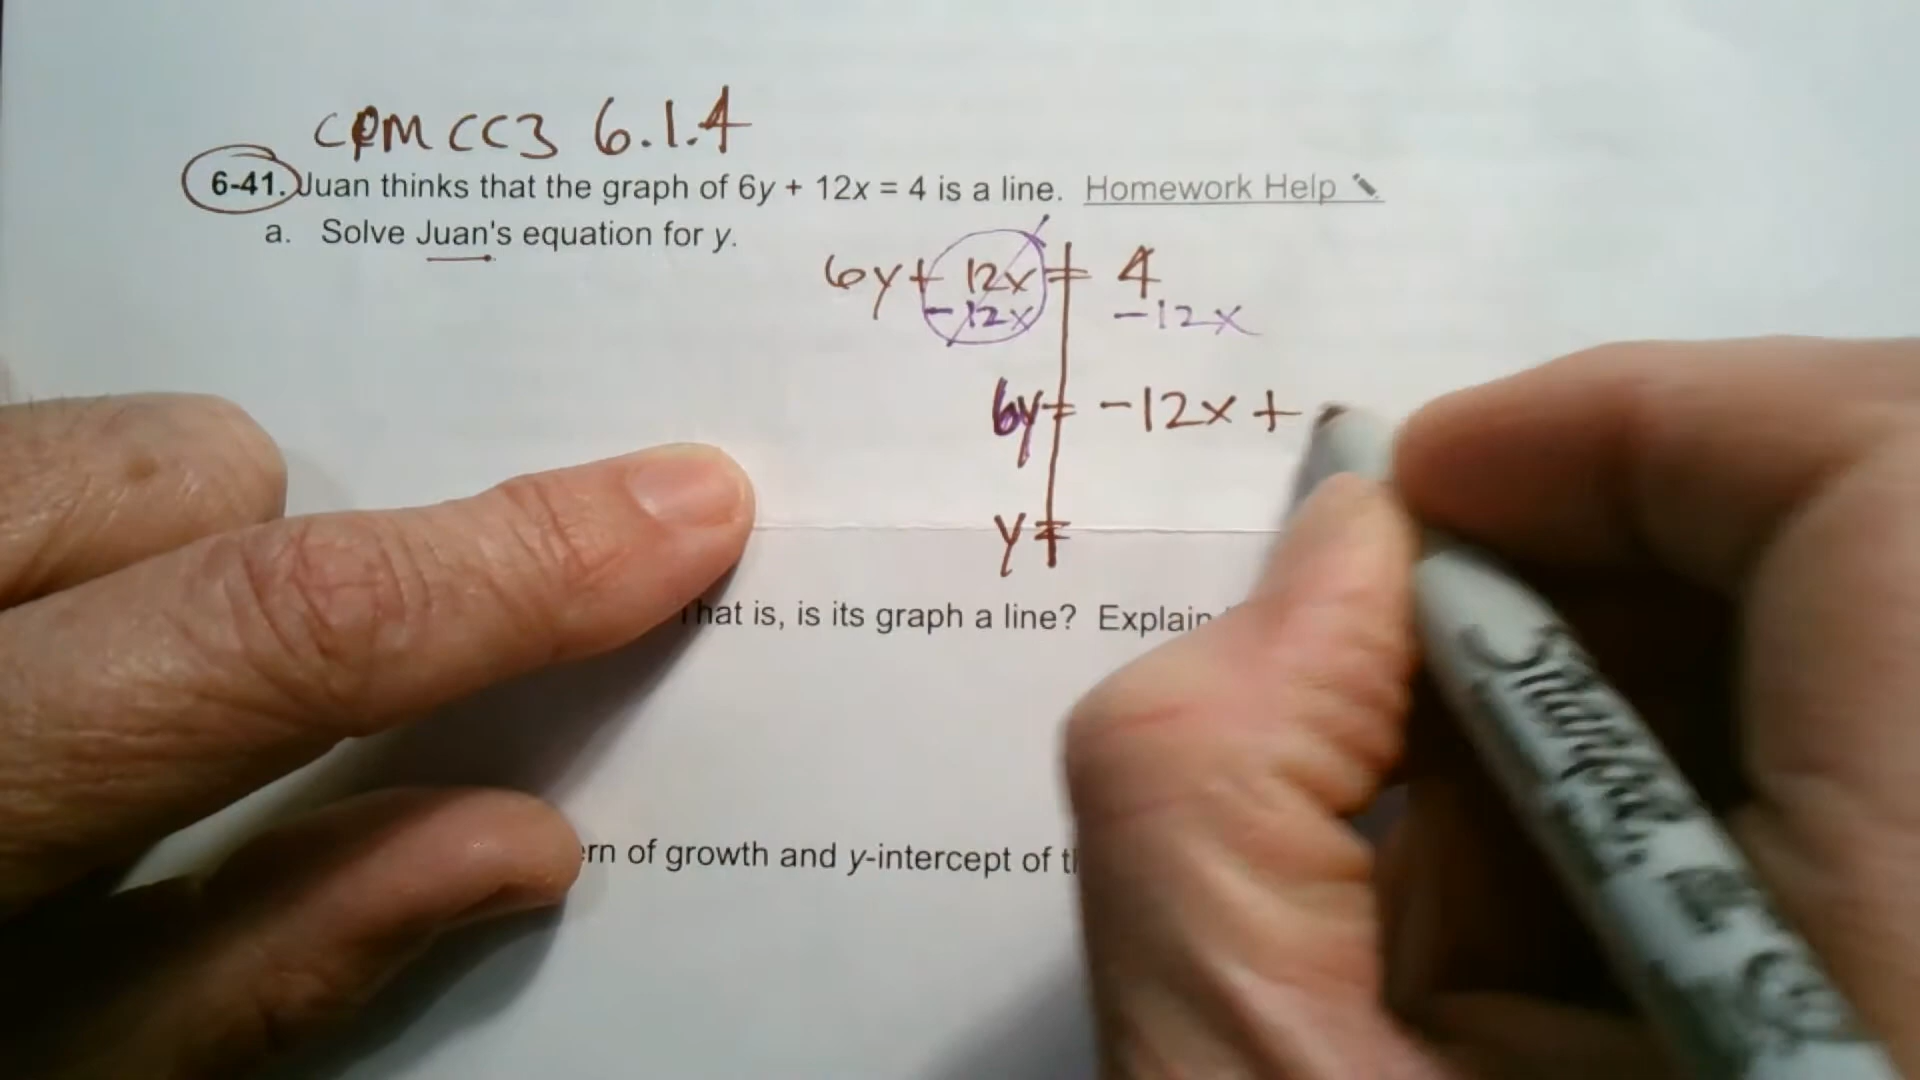 CPM CC3 6.1.4
6-41. Juan thinks that the graph of 6y + 12x = 4 is a line. Homework Help ✎
a. Solve Juan's equation for y.
6y + 12x = 4
-12x -12x
6y = -12x +
y =
hat is, is its graph a line? Explain
ern of growth and y-intercept of
Sharpie